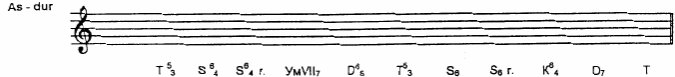 As - dur
T⁵₃ S⁶₄ S⁶₄ г. УмVII₇ D⁶₅ T⁵₃ S₆ S₆ г. K⁶₄ D₇ T